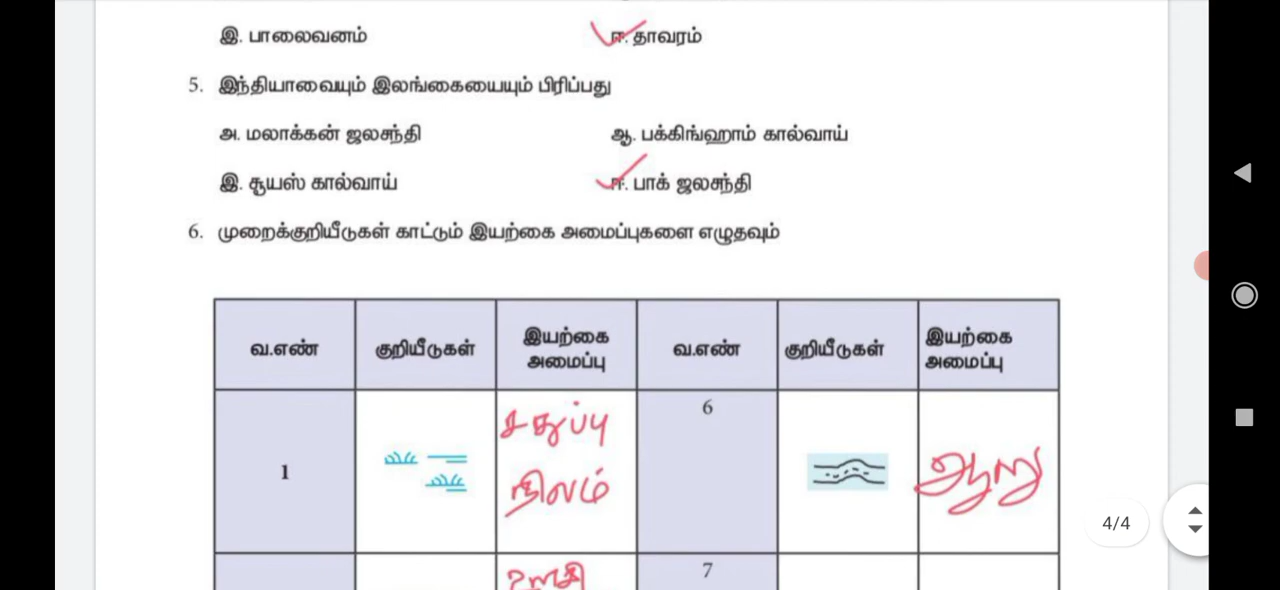 இ. பாலைவனம் ஈ. தாவரம்
5. இந்தியாவையும் இலங்கையையும் பிரிப்பது
அ. மலாக்கன் ஜலசந்தி ஆ. பக்கிங்ஹாம் கால்வாய்
இ. சூயஸ் கால்வாய் ஈ. பாக் ஜலசந்தி
6. முறைக்குறியீடுகள் காட்டும் இயற்கை அமைப்புகளை எழுதவும்
வ.எண் குறியீடுகள் இயற்கை அமைப்பு வ.எண் குறியீடுகள் இயற்கை அமைப்பு
1 சதுப்பு நிலம் 6 ஆறு
7
4/4